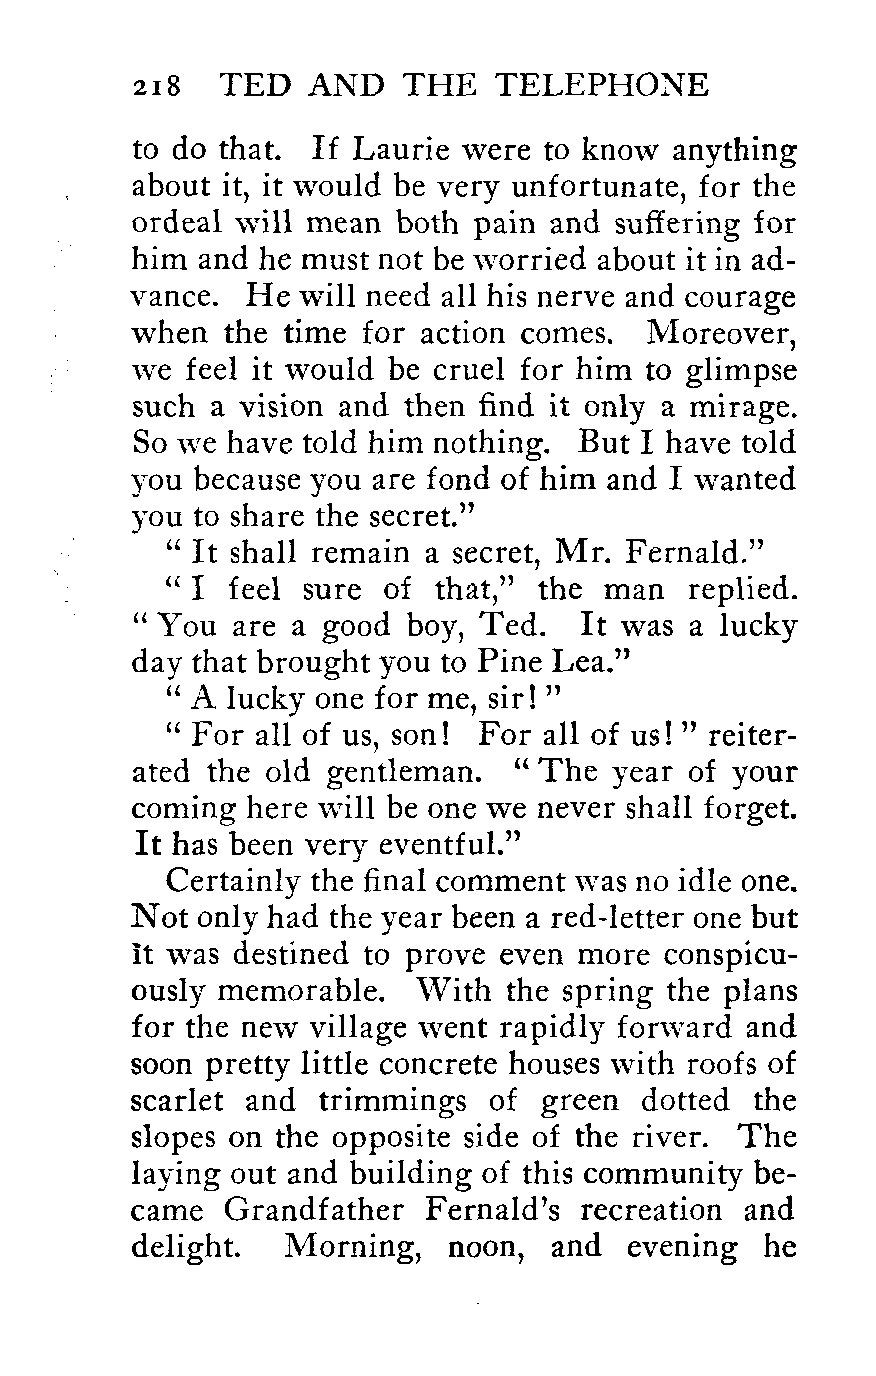 218 TED AND THE TELEPHONE
to do that. If Laurie were to know anything
about it, it would be very unfortunate, for the
ordeal will mean both pain and suffering for
him and he must not be worried about it in ad-
vance. He will need all his nerve and courage
when the time for action comes. Moreover,
we feel it would be cruel for him to glimpse
such a vision and then find it only a mirage.
So we have told him nothing. But I have told
you because you are fond of him and I wanted
you to share the secret.”
“ It shall remain a secret, Mr. Fernald.”
“ I feel sure of that,” the man replied.
“ You are a good boy, Ted. It was a lucky
day that brought you to Pine Lea.”
“ A lucky one for me, sir! ”
“ For all of us, son! For all of us! ” reiter-
ated the old gentleman. “ The year of your
coming here will be one we never shall forget.
It has been very eventful.”
Certainly the final comment was no idle one.
Not only had the year been a red-letter one but
it was destined to prove even more conspicu-
ously memorable. With the spring the plans
for the new village went rapidly forward and
soon pretty little concrete houses with roofs of
scarlet and trimmings of green dotted the
slopes on the opposite side of the river. The
laying out and building of this community be-
came Grandfather Fernald’s recreation and
delight. Morning, noon, and evening he